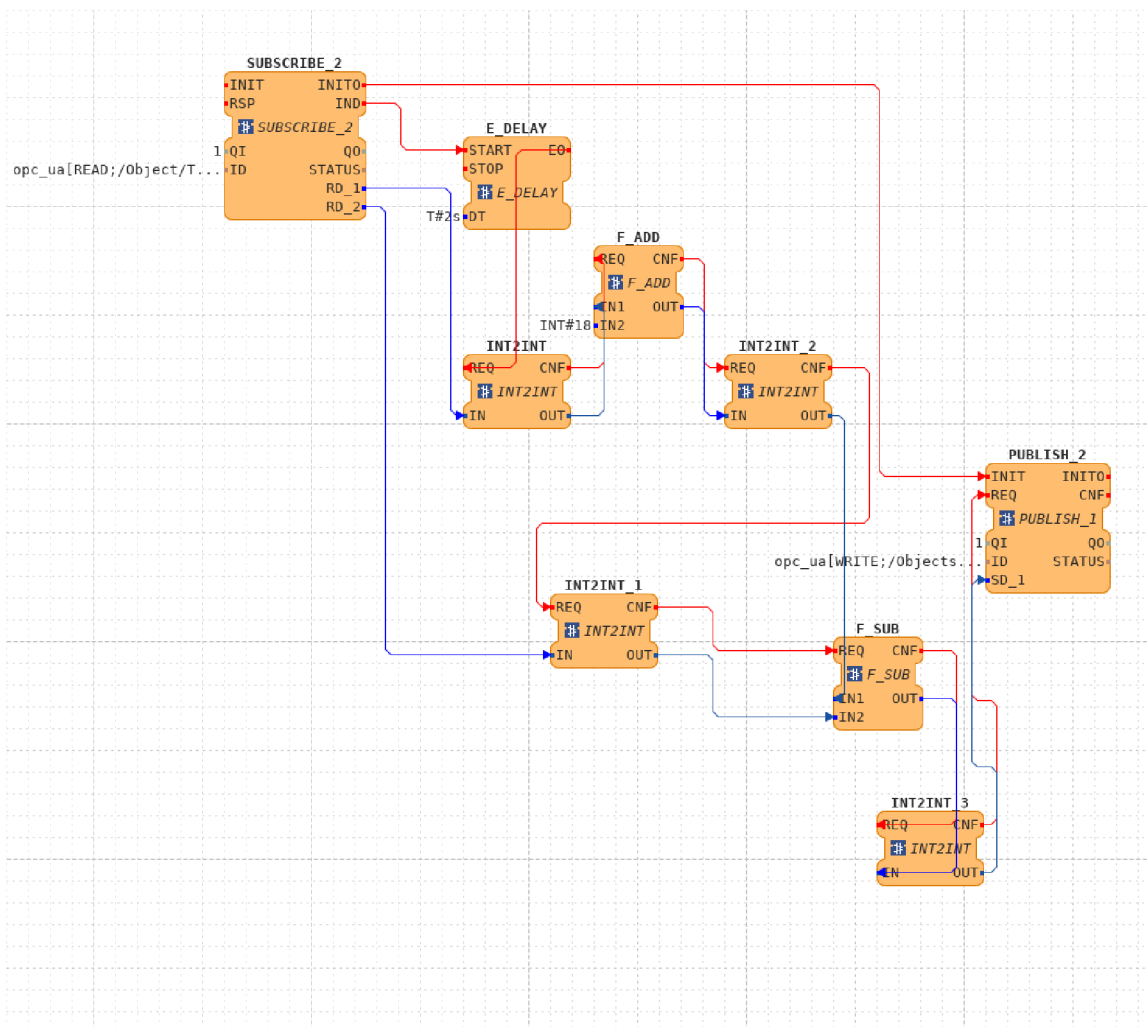 SUBSCRIBE_2
INIT INITO
RSP IND
SUBSCRIBE_2
1 QI QO
opc_ua[READ;/Object/T... ID STATUS
RD_1
RD_2
E_DELAY
START EO
STOP
E_DELAY
T#2s DT
F_ADD
REQ CNF
F_ADD
IN1 OUT
INT#18 IN2
INT2INT
REQ CNF
INT2INT
IN OUT
INT2INT_2
REQ CNF
INT2INT
IN OUT
PUBLISH_2
INIT INITO
REQ CNF
PUBLISH_1
1 QI QO
opc_ua[WRITE;/Objects... ID STATUS
SD_1
INT2INT_1
REQ CNF
INT2INT
IN OUT
F_SUB
REQ CNF
F_SUB
IN1 OUT
IN2
INT2INT_3
REQ CNF
INT2INT
IN OUT